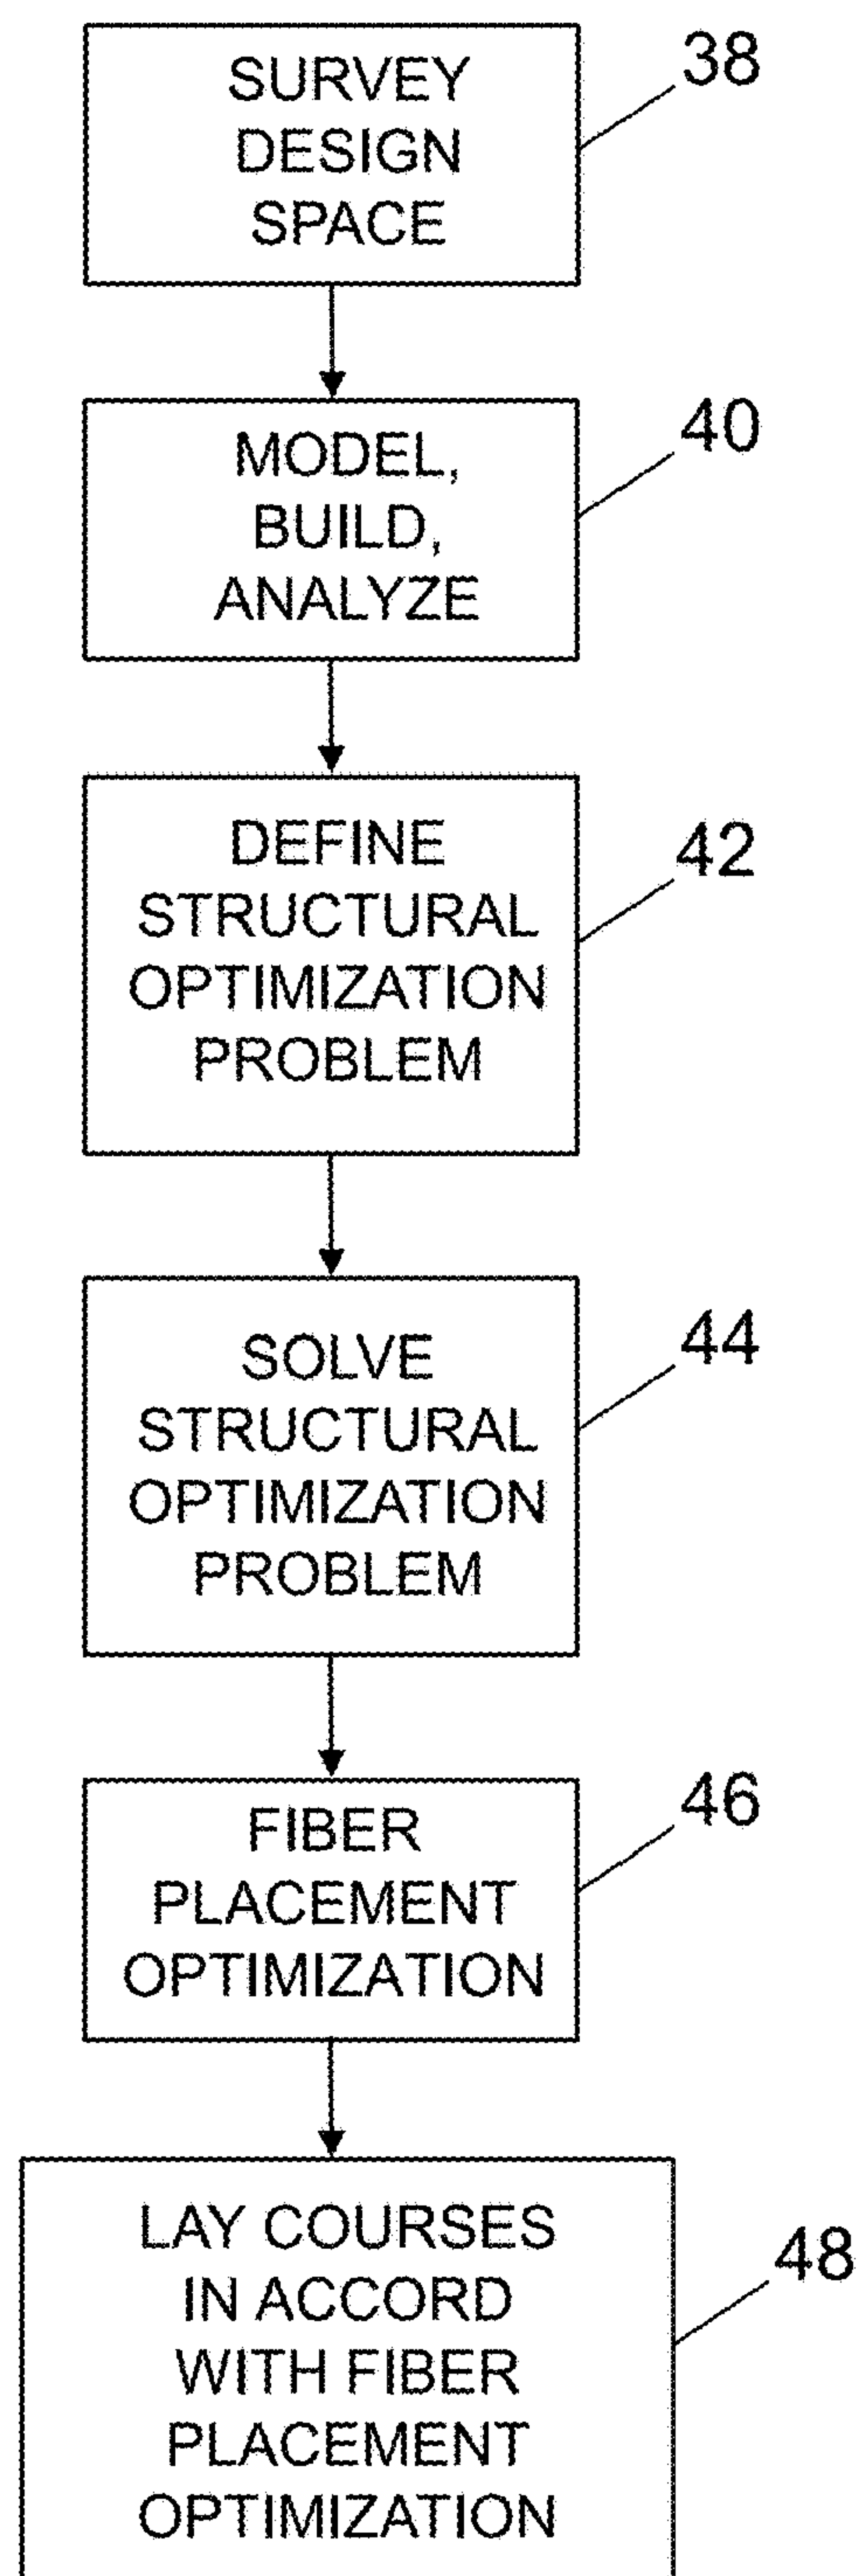 SURVEY
DESIGN
SPACE
38
MODEL,
BUILD,
ANALYZE
40
DEFINE
STRUCTURAL
OPTIMIZATION
PROBLEM
42
SOLVE
STRUCTURAL
OPTIMIZATION
PROBLEM
44
FIBER
PLACEMENT
OPTIMIZATION
46
LAY COURSES
IN ACCORD
WITH FIBER
PLACEMENT
OPTIMIZATION
48